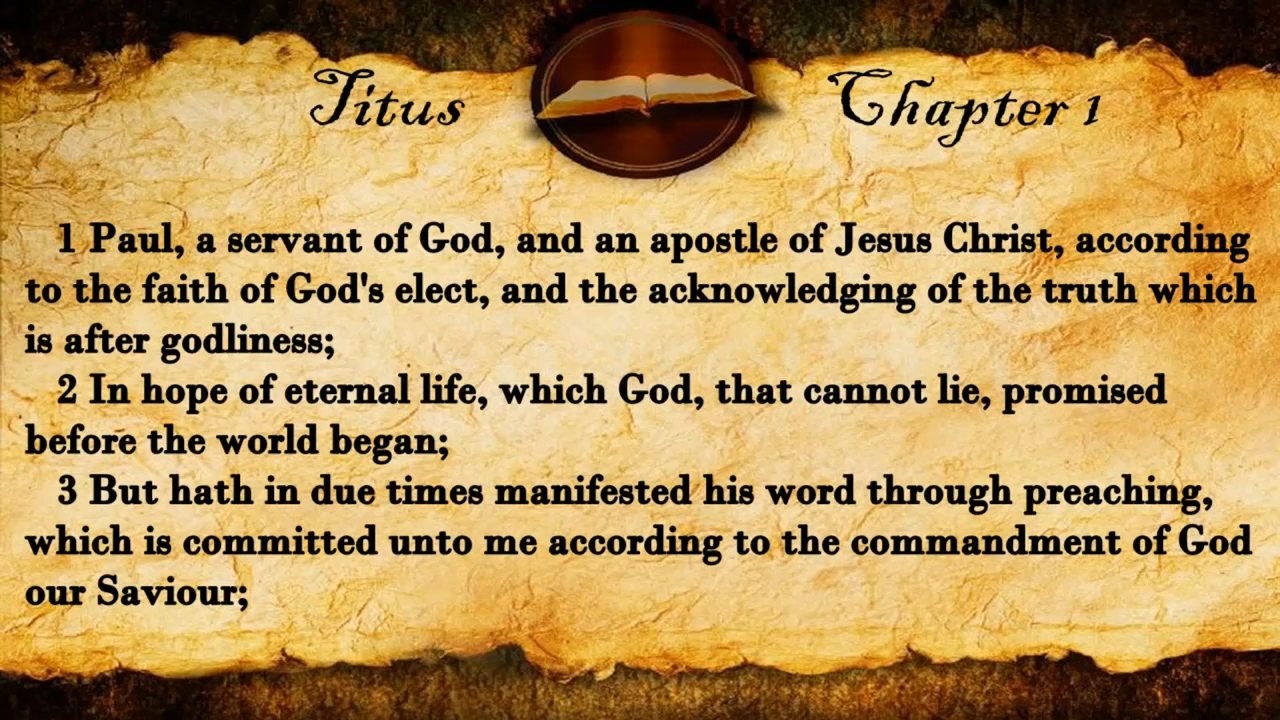 Titus Chapter 1
1 Paul, a servant of God, and an apostle of Jesus Christ, according
to the faith of God's elect, and the acknowledging of the truth which
is after godliness;
2 In hope of eternal life, which God, that cannot lie, promised
before the world began;
3 But hath in due times manifested his word through preaching,
which is committed unto me according to the commandment of God
our Saviour;